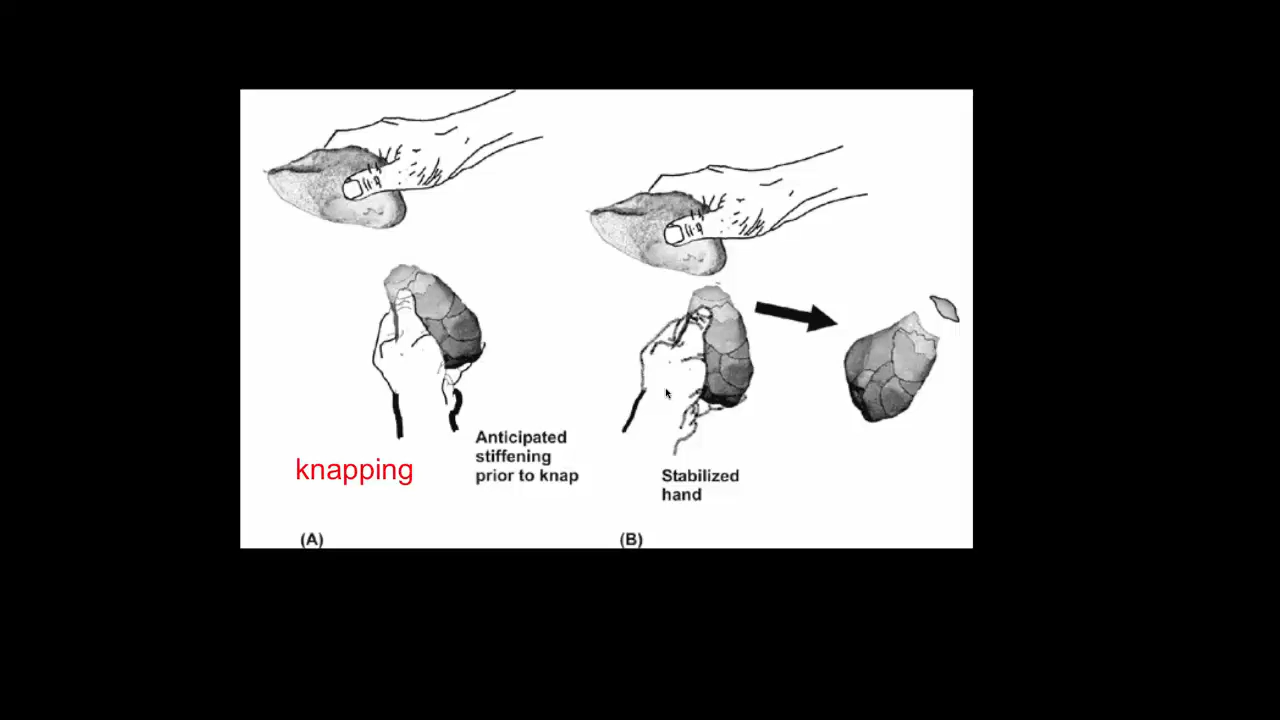 knapping
Anticipated
stiffening
prior to knap
Stabilized
hand
(A)
(B)